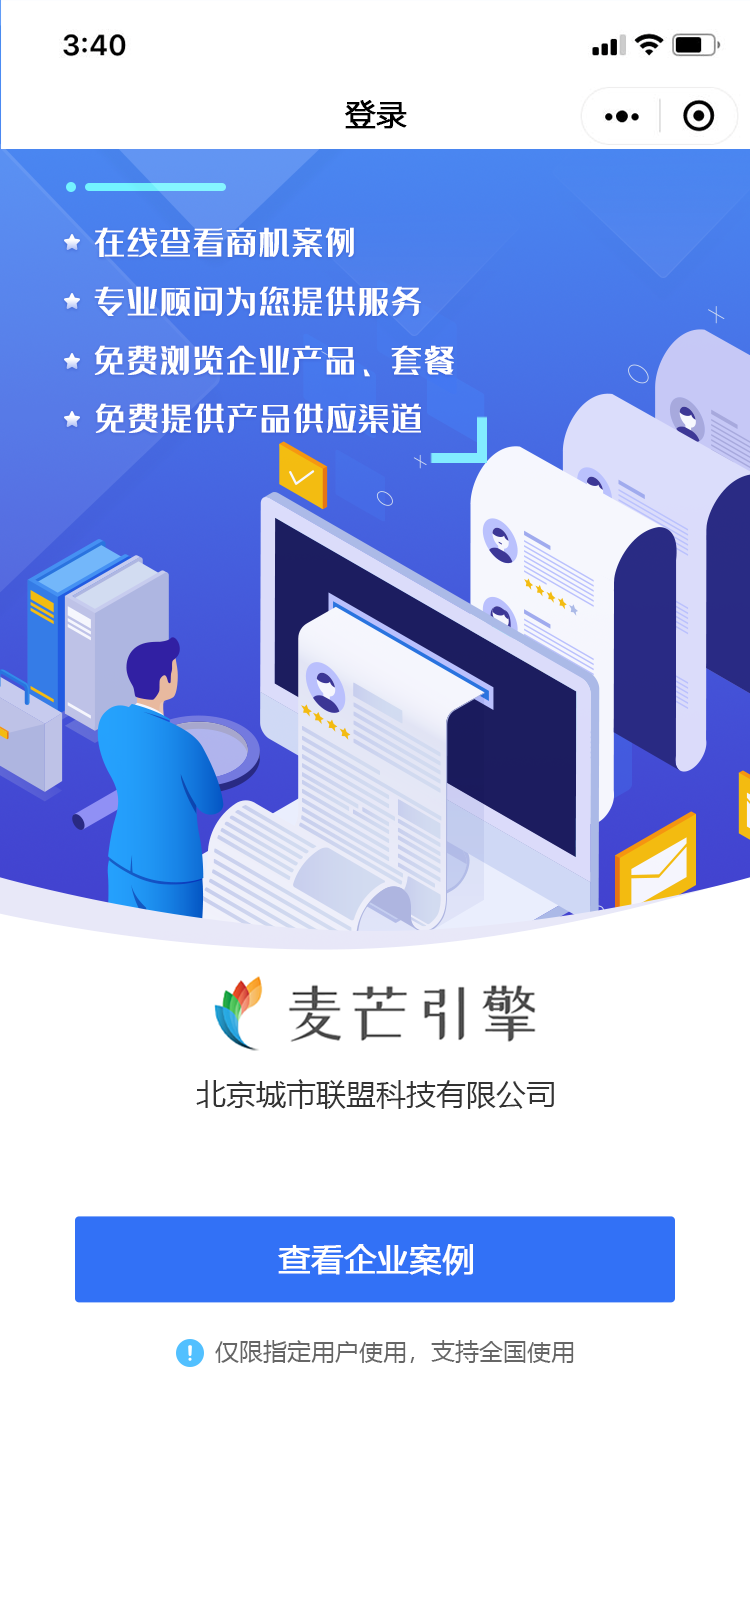 3:40
登录
在线查看商机案例
专业顾问为您提供服务
免费浏览企业产品、套餐
免费提供产品供应渠道
麦芒引擎
北京城市联盟科技有限公司
查看企业案例
仅限指定用户使用，支持全国使用